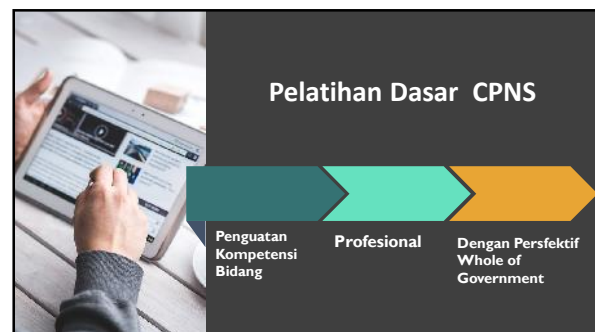 Pelatihan Dasar CPNS
Penguatan
Kompetensi
Bidang
Profesional
Dengan Persfektif
Whole of
Government